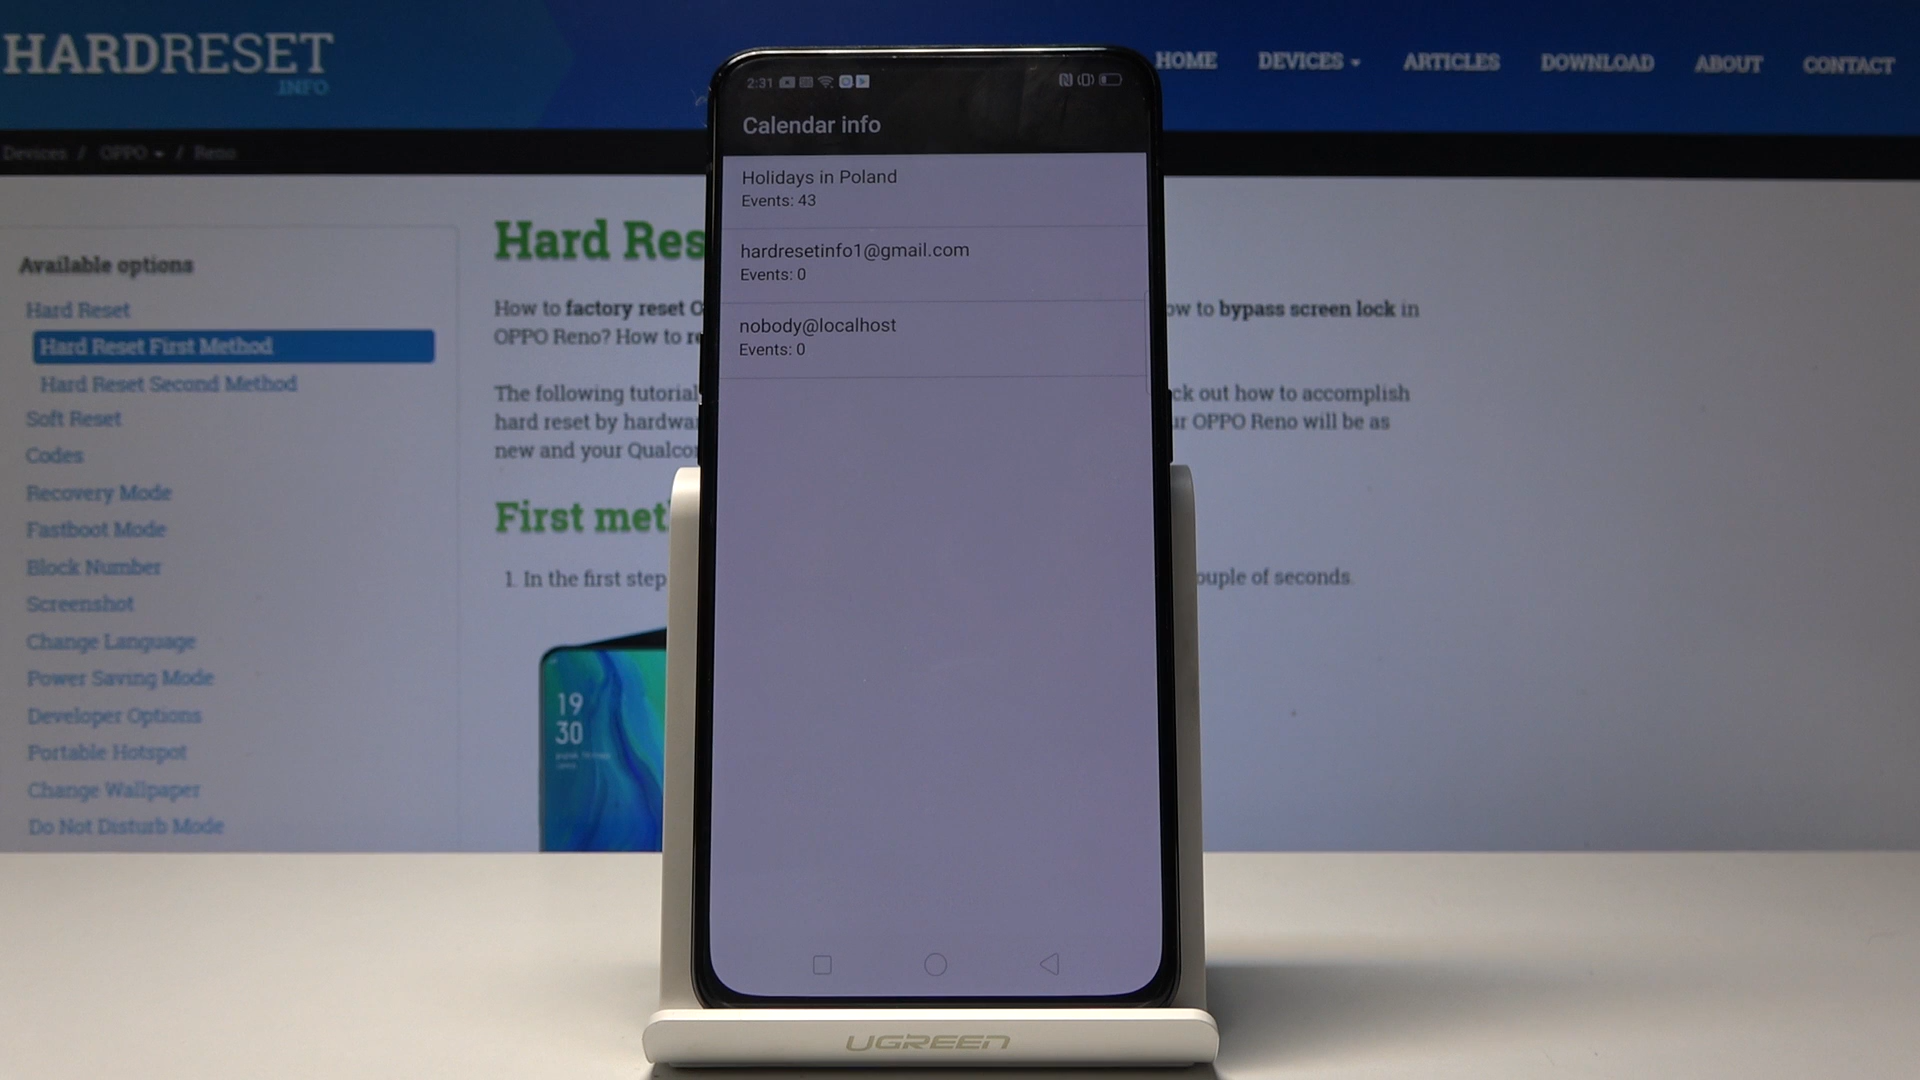 HARDRESET
.INFO
HOME DEVICES ARTICLES DOWNLOAD ABOUT CONTACT
Devices / OPPO / Reno
2:31
Calendar info
Holidays in Poland
Events: 43
hardresetinfo1@gmail.com
Events: 0
nobody@localhost
Events: 0
Available options
Hard Reset
Hard Reset First Method
Hard Reset Second Method
Soft Reset
Codes
Recovery Mode
Fastboot Mode
Block Number
Screenshot
Change Language
Power Saving Mode
Developer Options
Portable Hotspot
Change Wallpaper
Do Not Disturb Mode
Hard Res
How to factory reset O ow to bypass screen lock in
OPPO Reno? How to re
The following tutorial ck out how to accomplish
hard reset by hardwa ur OPPO Reno will be as
new and your Qualco
First met
1. In the first step ouple of seconds.
19
30
UGREEN